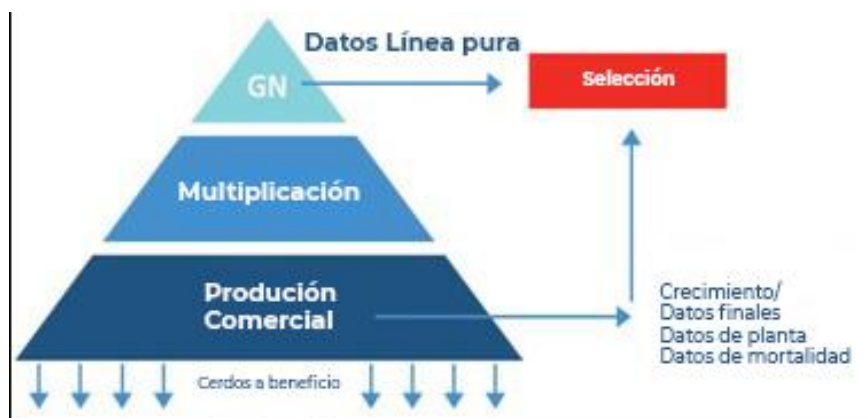 Datos Línea pura
GN
Selección
Multiplicación
Produción
Comercial
Crecimiento/
Datos finales
Datos de planta
Datos de mortalidad
Cerdos a beneficio